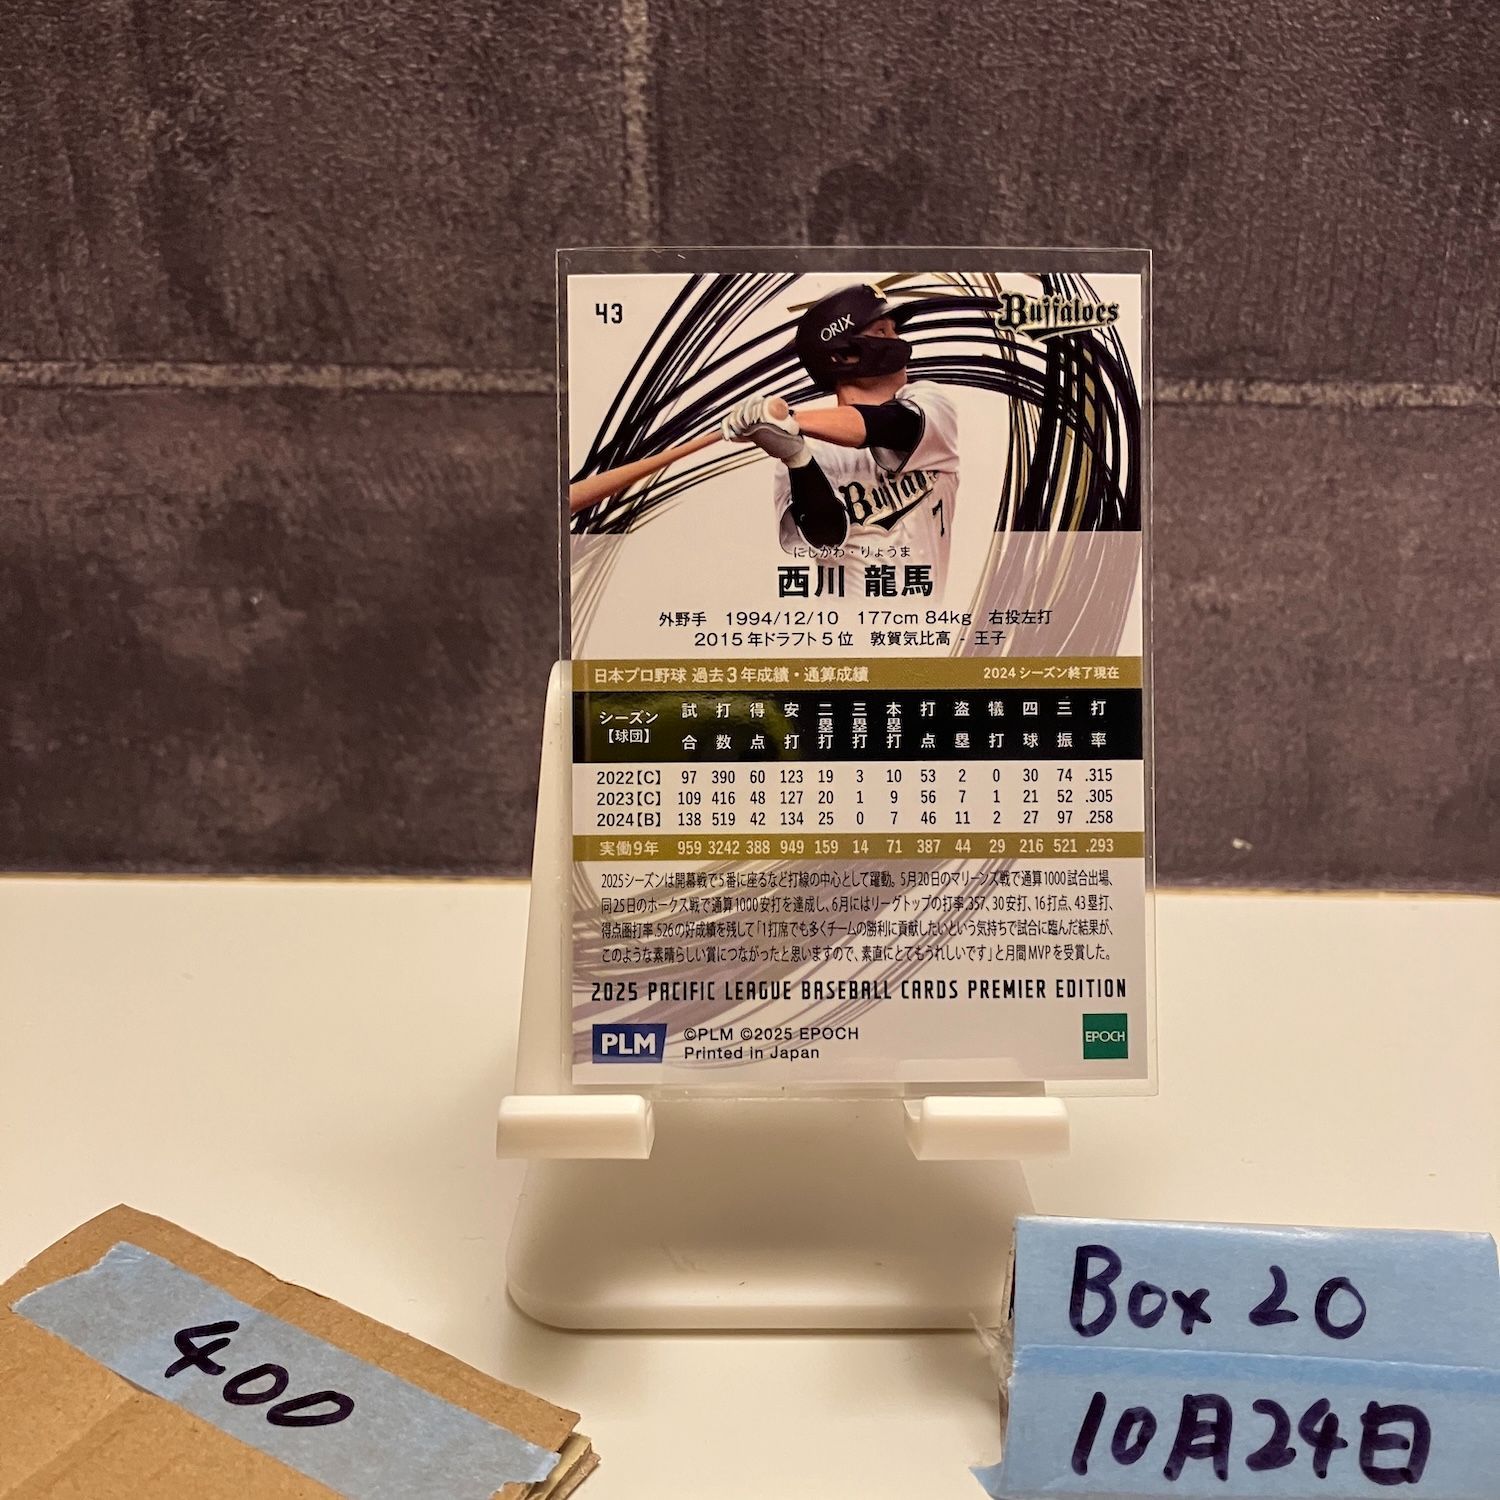 43
Buffaloes
ORIX
Buffaloes
7
にしかわ・りょうま
西川 龍馬
外野手 1994/12/10 177cm 84kg 右投左打
2015年ドラフト5位 敦賀気比高 - 王子
日本プロ野球 過去3年成績・通算成績 2024シーズン終了現在
シーズン【球団】 試合 打数 得点 安打 二塁打 三塁打 本塁打 打点 盗塁 犠打 四球 三振 打率
2022【C】 97 390 60 123 19 3 10 53 2 0 30 74 .315
2023【C】 109 416 48 127 20 1 9 56 7 1 21 52 .305
2024【B】 138 519 42 134 25 0 7 46 11 2 27 97 .258
実働9年 959 3242 388 949 159 14 71 387 44 29 216 521 .293
2025シーズンは開幕戦で5番に座るなど打線の中心として躍動。5月20日のマリーンズ戦で通算1000試合出場、
同25日のホークス戦で通算1000安打を達成し、6月にはリーグトップの打率.357、30安打、16打点、43塁打、
得点圏打率.526の好成績を残して「1打席でも多くチームの勝利に貢献したいという気持ちで試合に臨んだ結果が、
このような素晴らしい賞につながったと思いますので、素直にとてもうれしいです」と月間MVPを受賞した。
2025 PACIFIC LEAGUE BASEBALL CARDS PREMIER EDITION
PLM
©PLM ©2025 EPOCH
Printed in Japan
EPOCH
400
Box 20
10月24日